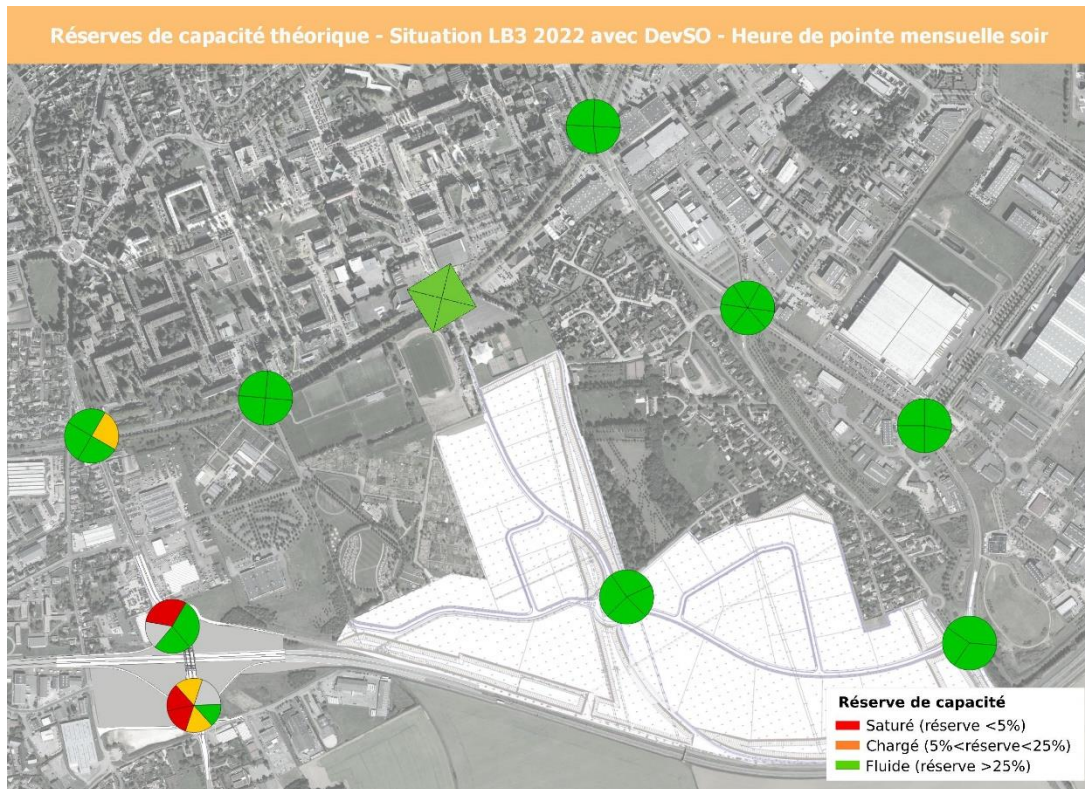 Réserves de capacité théorique - Situation LB3 2022 avec DevSO - Heure de pointe mensuelle soir
Réserve de capacité
Saturé (réserve <5%)
Chargé (5%<réserve<25%)
Fluide (réserve >25%)